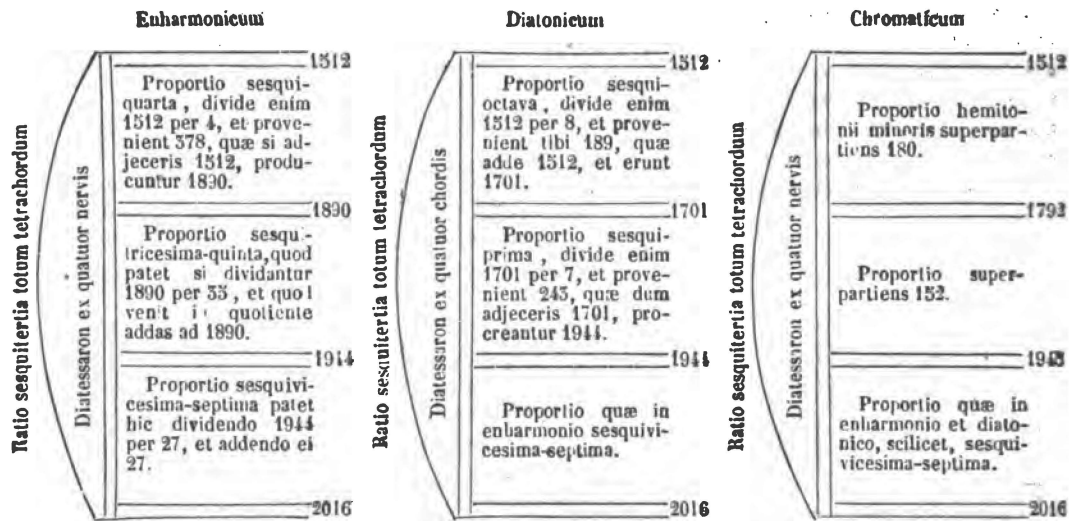 Enharmonicum
Ratio sesquitertia totum tetrachordum
Diatessaron ex quatuor nervis
1512
Proportio sesqui-
quarta, divide enim
1512 per 4, et prove-
nient 378, quæ si ad-
jeceris 1512, produ-
cuntur 1890.
1890
Proportio sesqui-
tricesima-quinta, quod
patet si dividantur
1890 per 35, et quod
venit in quotiente
addas ad 1890.
1944
Proportio sesquivi-
cesima-septima patet
hic dividendo 1944
per 27, et addendo ei
27.
2016
Diatonicum
Ratio sesquitertia totum tetrachordum
Diatessaron ex quatuor chordis
1512
Proportio sesqui-
octava, divide enim
1512 per 8, et prove-
nient tibi 189, quæ
adde 1512, et erunt
1701.
1701
Proportio sesqui-
prima, divide enim
1701 per 7, et prove-
nient 243, quæ dum
adjeceris 1701, pro-
creantur 1944.
1944
Proportio quæ in
enharmonio sesquivi-
cesima-septima.
2016
Chromaticum
Ratio sesquitertia totum tetrachordum
Diatessaron ex quatuor nervis
1512
Proportio hemito-
nii minoris superpar-
tiens 180.
1792
Proportio super-
partiens 152.
Proportio quæ in
enharmonio et diato-
nico, scilicet, sesqui-
vicesima-septima.
2016